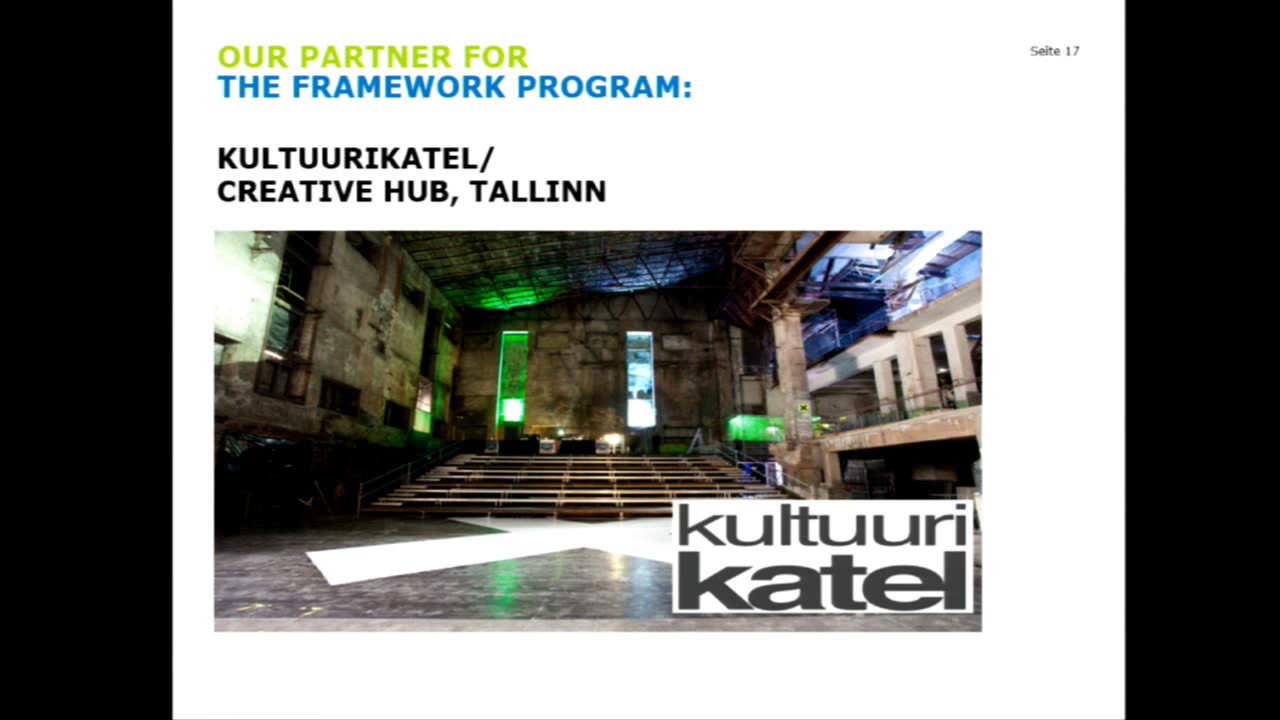 OUR PARTNER FOR
THE FRAMEWORK PROGRAM:
Seite 17
KULTUURIKATEL/
CREATIVE HUB, TALLINN
kultuuri
katel